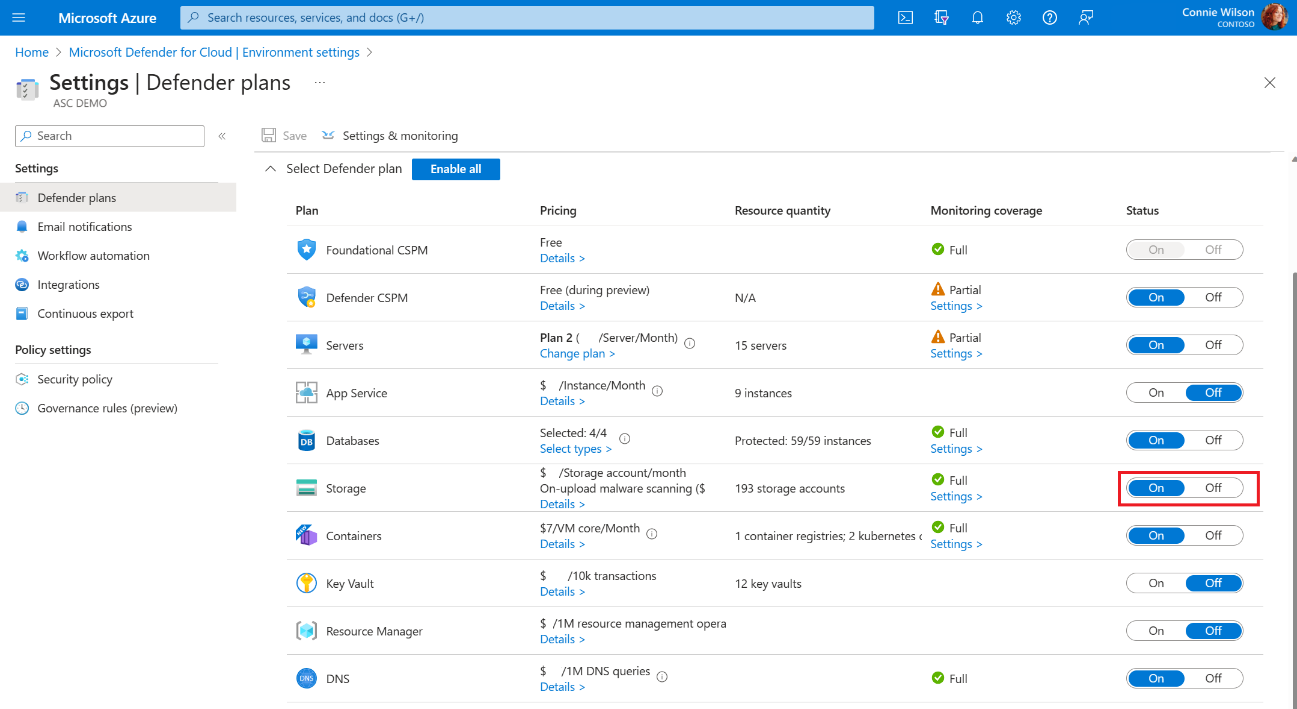 Microsoft Azure
Search resources, services, and docs (G+/)
Connie Wilson
CONTOSO
Home > Microsoft Defender for Cloud | Environment settings >
Settings | Defender plans ...
ASC DEMO
Search
«
Save
Settings & monitoring
Settings
Defender plans
Email notifications
Workflow automation
Integrations
Continuous export
Policy settings
Security policy
Governance rules (preview)
Select Defender plan
Enable all
Plan Pricing Resource quantity Monitoring coverage Status
Foundational CSPM
Free
Details >
Full
On Off
Defender CSPM
Free (during preview)
Details >
N/A
Partial
Settings >
On Off
Servers
Plan 2 ( /Server/Month)
Change plan >
15 servers
Partial
Settings >
On Off
App Service
$ /Instance/Month
Details >
9 instances
On Off
Databases
Selected: 4/4
Select types >
Protected: 59/59 instances
Full
Settings >
On Off
Storage
$ /Storage account/month
On-upload malware scanning ($
Details >
193 storage accounts
Full
Settings >
On Off
Containers
$7/VM core/Month
Details >
1 container registries; 2 kubernetes c
Full
Settings >
On Off
Key Vault
$ /10k transactions
Details >
12 key vaults
On Off
Resource Manager
$ /1M resource management opera
Details >
On Off
DNS
DNS
$ /1M DNS queries
Details >
Full
On Off